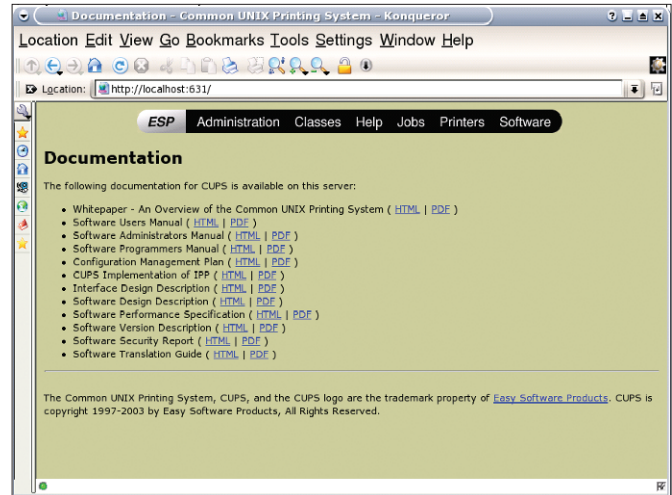 Documentation - Common UNIX Printing System - Konqueror
Location Edit View Go Bookmarks Tools Settings Window Help
Location: http://localhost:631/
ESP Administration Classes Help Jobs Printers Software
Documentation
The following documentation for CUPS is available on this server:
• Whitepaper - An Overview of the Common UNIX Printing System ( HTML | PDF )
• Software Users Manual ( HTML | PDF )
• Software Administrators Manual ( HTML | PDF )
• Software Programmers Manual ( HTML | PDF )
• Configuration Management Plan ( HTML | PDF )
• CUPS Implementation of IPP ( HTML | PDF )
• Interface Design Description ( HTML | PDF )
• Software Design Description ( HTML | PDF )
• Software Performance Specification ( HTML | PDF )
• Software Version Description ( HTML | PDF )
• Software Security Report ( HTML | PDF )
• Software Translation Guide ( HTML | PDF )
The Common UNIX Printing System, CUPS, and the CUPS logo are the trademark property of Easy Software Products. CUPS is
copyright 1997-2003 by Easy Software Products, All Rights Reserved.